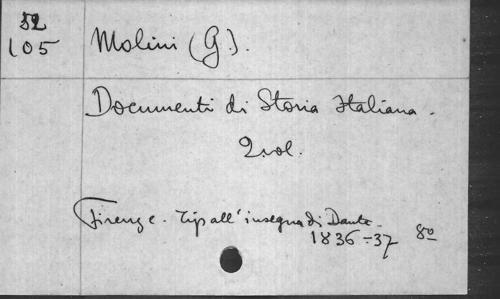 52
105
Molini (G.).
Documenti di Storia Italiana.
2 vol.
Firenze. Tip all' insegna di Dante.
1836-37 8º